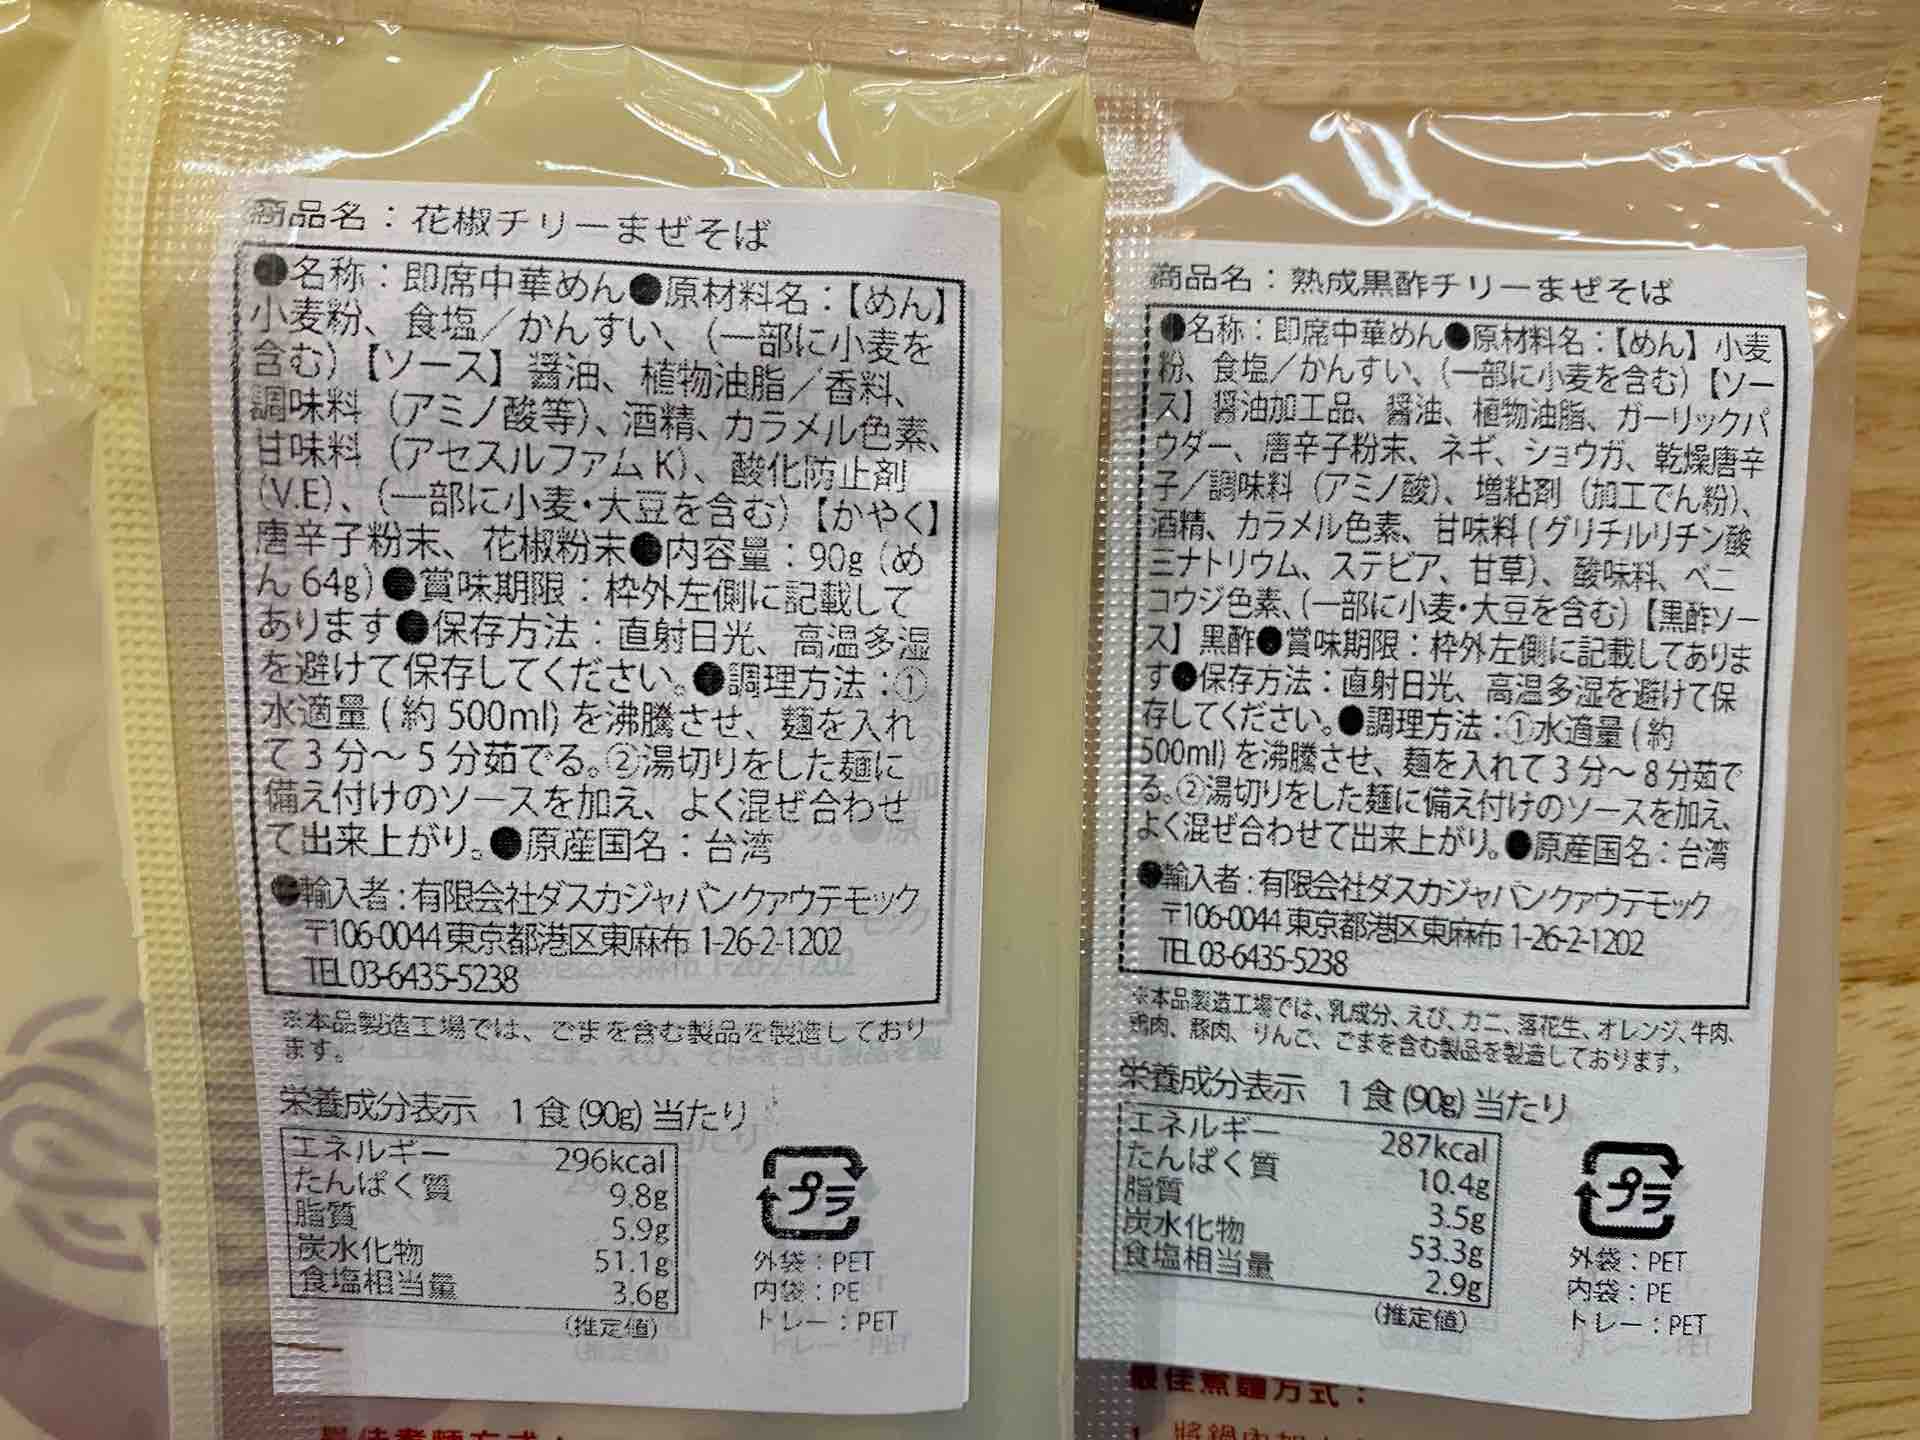 商品名：花椒チリーまぜそば
●名称：即席中華めん●原材料名：【めん】
小麦粉、食塩／かんすい、（一部に小麦を
含む）【ソース】醤油、植物油脂／香料、
調味料（アミノ酸等）、酒精、カラメル色素、
甘味料（アセスルファムK）、酸化防止剤
（V.E）、（一部に小麦・大豆を含む）【かやく】
唐辛子粉末、花椒粉末●内容量：90g（め
ん 64g）●賞味期限：枠外左側に記載して
あります●保存方法：直射日光、高温多湿
を避けて保存してください。●調理方法：①
水適量(約 500ml)を沸騰させ、麺を入れ
て3分～5分茹でる。②湯切りをした麺に
備え付けのソースを加え、よく混ぜ合わせ
て出来上がり。●原産国名：台湾
●輸入者：有限会社ダスカジャパンクァウテモック
〒106-0044 東京都港区東麻布 1-26-2-1202
TEL 03-6435-5238
※本品製造工場では、ごまを含む製品を製造しており
ます。
栄養成分表示　1食(90g)当たり
エネルギー 296kcal
たんぱく質 9.8g
脂質 5.9g
炭水化物 51.1g
食塩相当量 3.6g
（推定値）
プラ
外袋：PET
内袋：PE
トレー：PET
商品名：熟成黒酢チリーまぜそば
●名称：即席中華めん●原材料名：【めん】小麦
粉、食塩／かんすい、（一部に小麦を含む）【ソー
ス】醤油加工品、醤油、植物油脂、ガーリックパ
ウダー、唐辛子粉末、ネギ、ショウガ、乾燥唐辛
子／調味料（アミノ酸）、増粘剤（加工でん粉）、
酒精、カラメル色素、甘味料(グリチルリチン酸
三ナトリウム、ステビア、甘草)、酸味料、ベニ
コウジ色素、（一部に小麦・大豆を含む）【黒酢ソー
ス】黒酢●賞味期限：枠外左側に記載してありま
す●保存方法：直射日光、高温多湿を避けて保
存してください。●調理方法：①水適量(約
500ml)を沸騰させ、麺を入れて3分～8分茹で
る。②湯切りをした麺に備え付けのソースを加え、
よく混ぜ合わせて出来上がり。●原産国名：台湾
●輸入者：有限会社ダスカジャパンクァウテモック
〒106-0044 東京都港区東麻布 1-26-2-1202
TEL 03-6435-5238
※本品製造工場では、乳成分、えび、カニ、落花生、オレンジ、牛肉、
鶏肉、豚肉、りんご、ごまを含む製品を製造しております。
栄養成分表示　1食(90g)当たり
エネルギー 287kcal
たんぱく質 10.4g
脂質 3.5g
炭水化物 53.3g
食塩相当量 2.9g
（推定値）
プラ
外袋：PET
内袋：PE
トレー：PET
最佳煮麵方式：